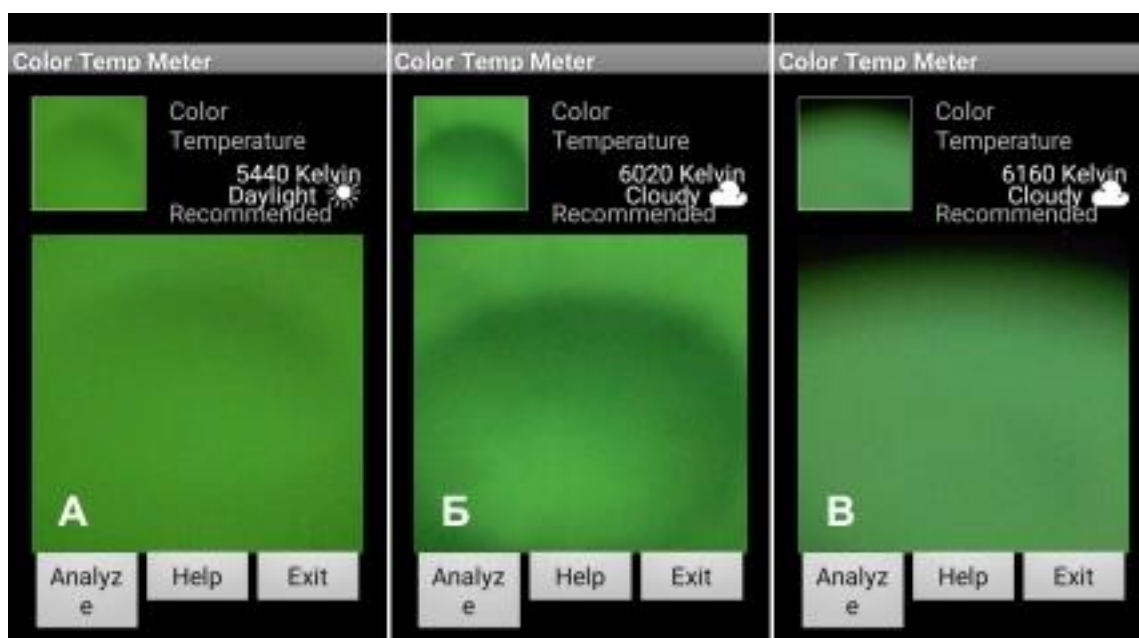 Color Temp Meter
Color
Temperature
5440 Kelvin
Daylight
Recommended
А
Analyz
e
Help
Exit
Color Temp Meter
Color
Temperature
6020 Kelvin
Cloudy
Recommended
Б
Analyz
e
Help
Exit
Color Temp Meter
Color
Temperature
6160 Kelvin
Cloudy
Recommended
В
Analyz
e
Help
Exit